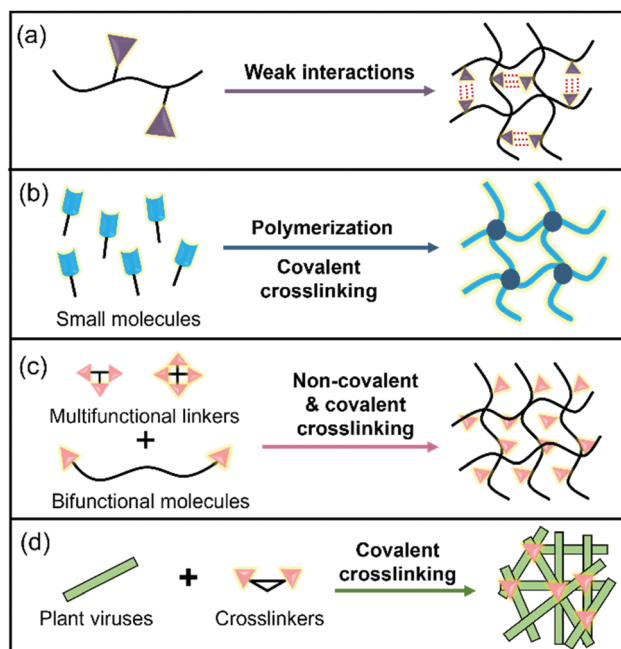 (a)
Weak interactions
(b)
Polymerization
Covalent
crosslinking
Small molecules
(c)
Multifunctional linkers
+
Bifunctional molecules
Non-covalent
& covalent
crosslinking
(d)
Plant viruses
+
Crosslinkers
Covalent
crosslinking